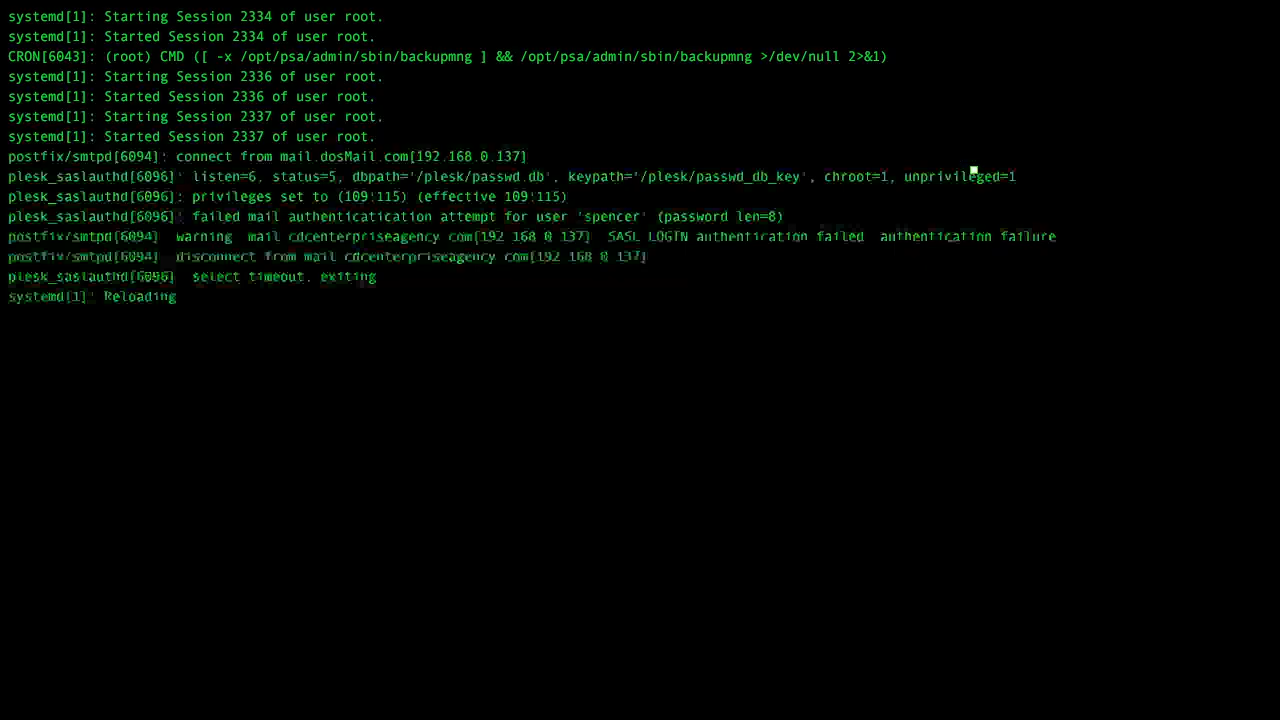 systemd[1]: Starting Session 2334 of user root.
systemd[1]: Started Session 2334 of user root.
CRON[6043]: (root) CMD ([ -x /opt/psa/admin/sbin/backupmng ] && /opt/psa/admin/sbin/backupmng >/dev/null 2>&1)
systemd[1]: Starting Session 2336 of user root.
systemd[1]: Started Session 2336 of user root.
systemd[1]: Starting Session 2337 of user root.
systemd[1]: Started Session 2337 of user root.
postfix/smtpd[6094]: connect from mail.dosMail.com[192.168.0.137]
plesk_saslauthd[6096]: listen=6, status=5, dbpath='/plesk/passwd.db', keypath='/plesk/passwd_db_key', chroot=1, unprivileged=1
plesk_saslauthd[6096]: privileges set to (109:115) (effective 109:115)
plesk_saslauthd[6096]: failed mail authenticatication attempt for user 'spencer' (password len=8)
postfix/smtpd[6094] warning mail cdcenterpriseagency com[192 168 0 137] SASL LOGIN authentication failed authentication failure
postfix/smtpd[6094] disconnect from mail cdcenterpriseagency com[192 168 0 137]
plesk_saslauthd[6096] select timeout, exiting
systemd[1]: Reloading